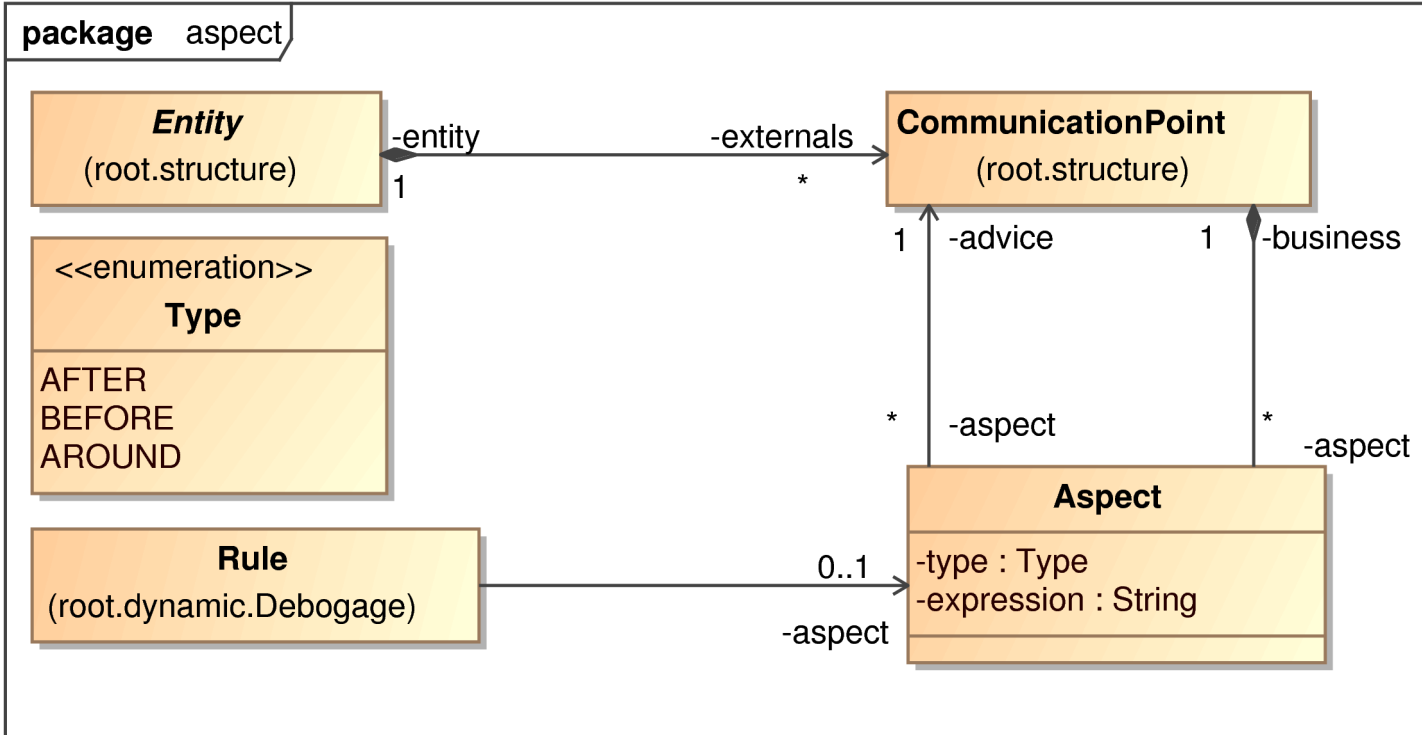 package aspect
Entity
(root.structure)
-entity
1
-externals
*
CommunicationPoint
(root.structure)
<<enumeration>>
Type
AFTER
BEFORE
AROUND
1
-advice
1
-business
*
-aspect
*
-aspect
Rule
(root.dynamic.Debogage)
0..1
-aspect
Aspect
-type : Type
-expression : String